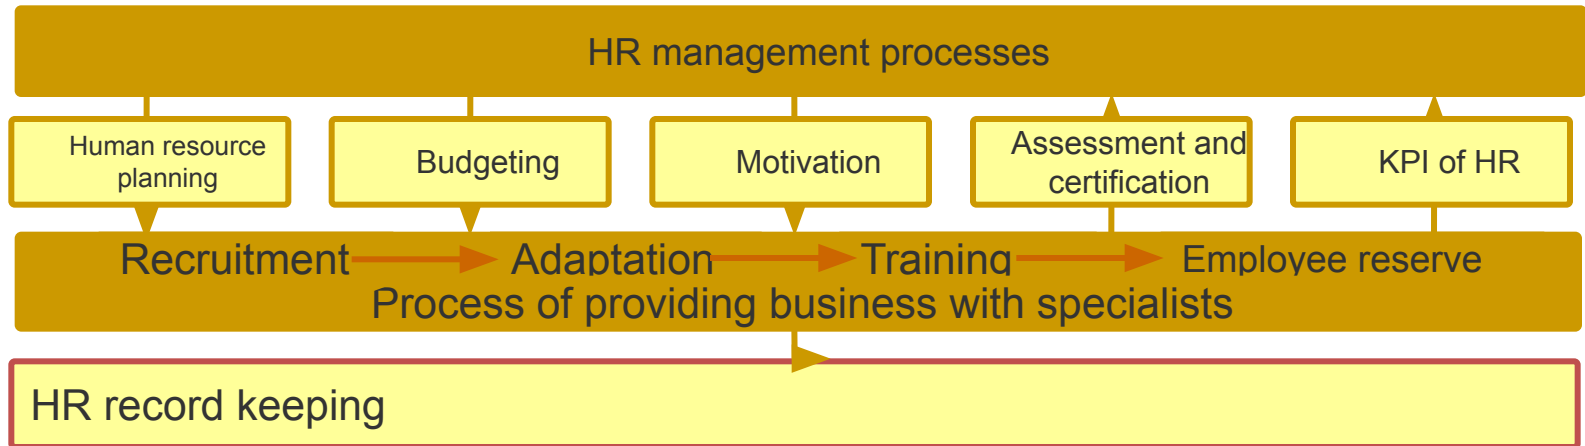 HR management processes
Human resource
planning
Budgeting
Motivation
Assessment and
certification
KPI of HR
Recruitment
Adaptation
Training
Employee reserve
Process of providing business with specialists
HR record keeping